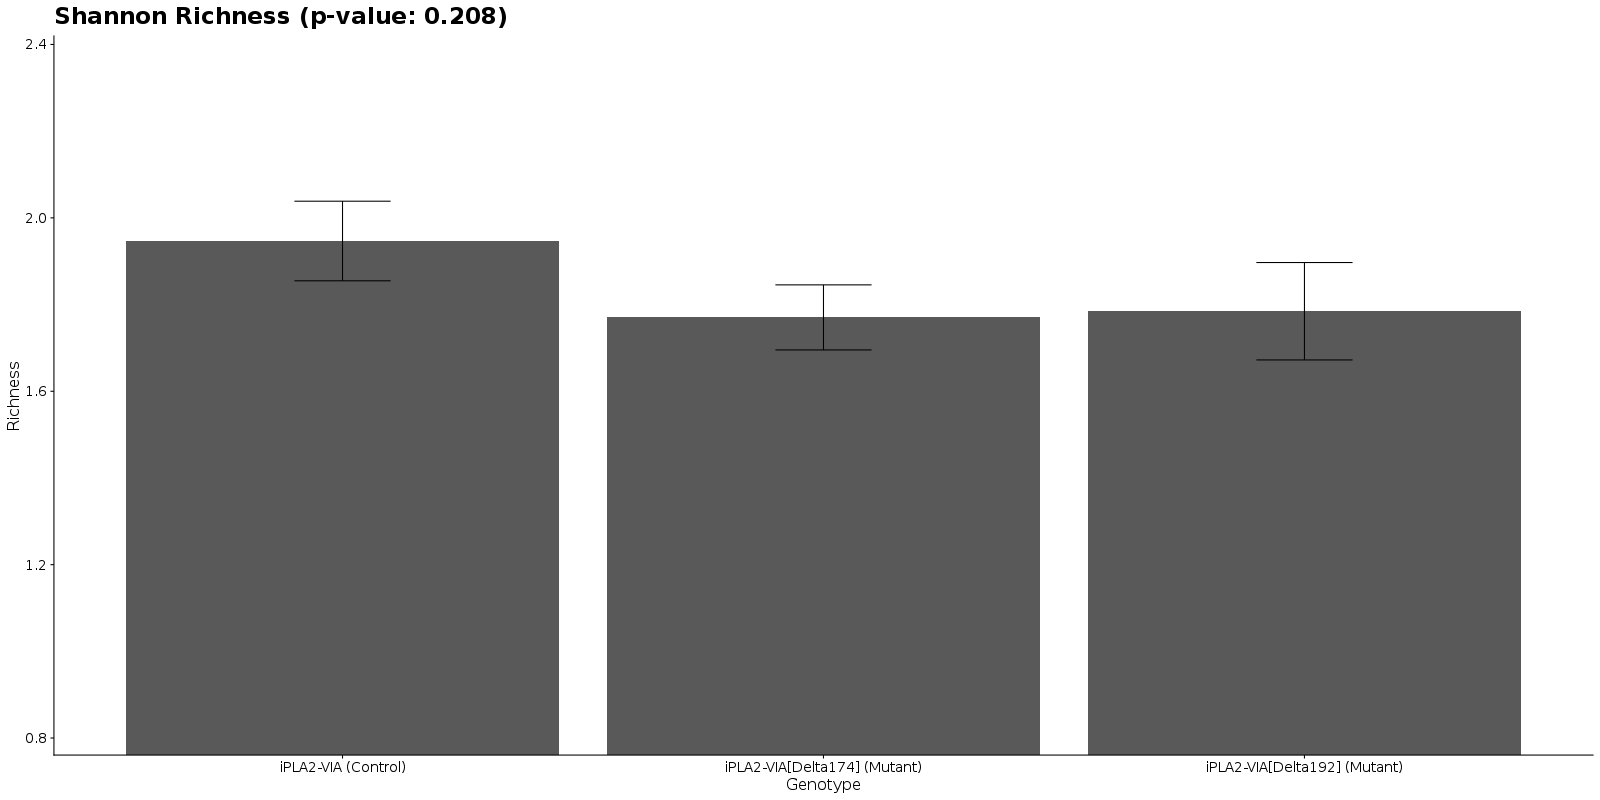 Shannon Richness (p-value: 0.208)
2.4
2.0
1.6
1.2
0.8
Richness
iPLA2-VIA (Control)
iPLA2-VIA[Delta174] (Mutant)
iPLA2-VIA[Delta192] (Mutant)
Genotype